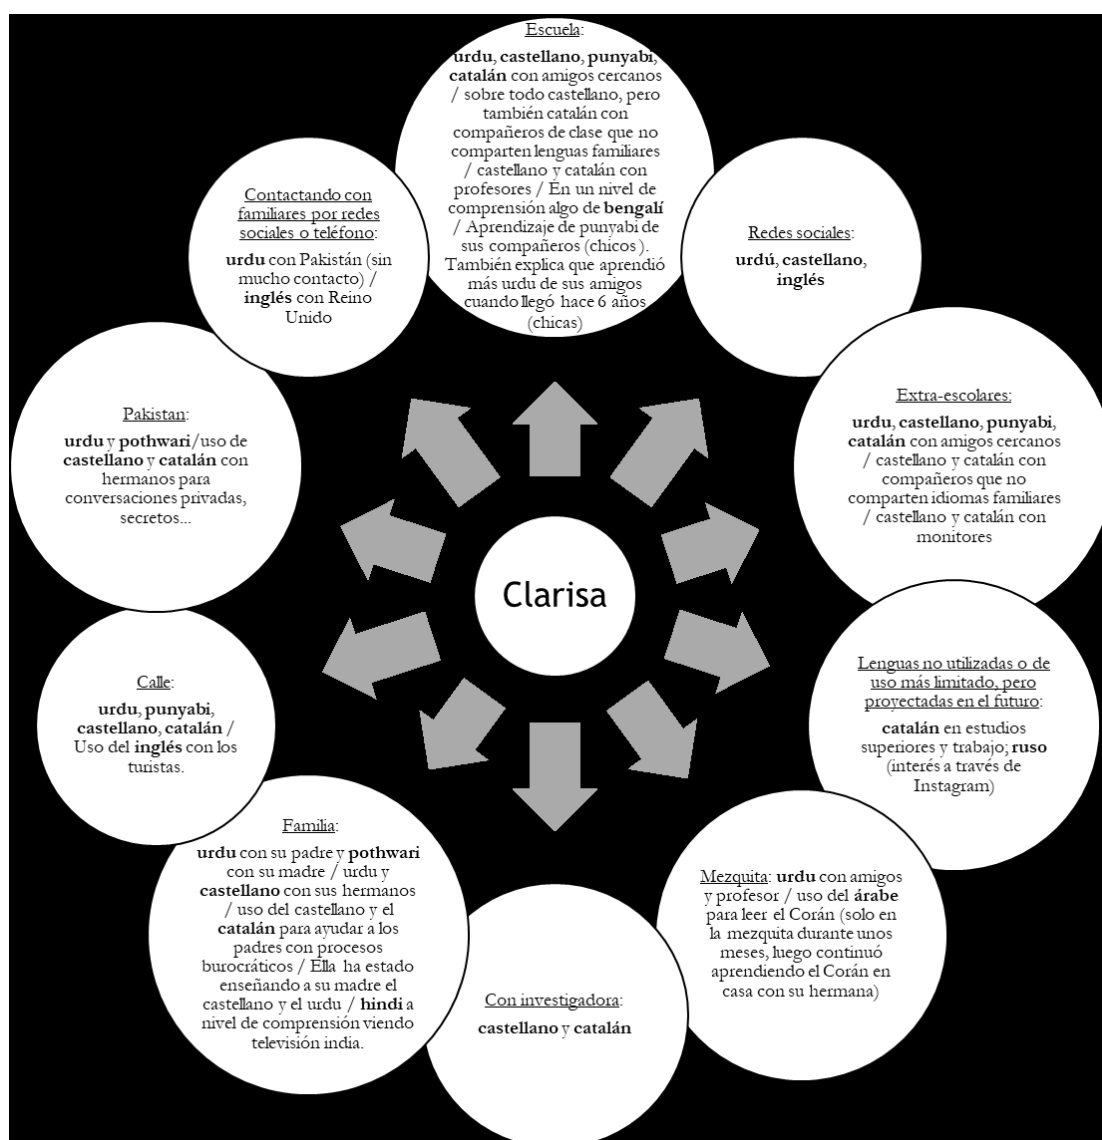 Escuela:
urdu, castellano, punyabi,
catalán con amigos cercanos
/ sobre todo castellano, pero
también catalán con
compañeros de clase que no
comparten lenguas familiares
/ castellano y catalán con
profesores / En un nivel de
comprensión algo de bengalí
/ Aprendizaje de punyabi de
sus compañeros (chicos ).
También explica que aprendió
más urdu de sus amigos
cuando llegó hace 6 años
(chicas)
Redes sociales:
urdú, castellano,
inglés
Extra-escolares:
urdu, castellano, punyabi,
catalán con amigos cercanos
/ castellano y catalán con
compañeros que no
comparten idiomas familiares
/ castellano y catalán con
monitores
Lenguas no utilizadas o de
uso más limitado, pero
proyectadas en el futuro:
catalán en estudios
superiores y trabajo; ruso
(interés a través de
Instagram)
Mezquita: urdu con amigos
y profesor / uso del árabe
para leer el Corán (solo en
la mezquita durante unos
meses, luego continuó
aprendiendo el Corán en
casa con su hermana)
Con investigadora:
castellano y catalán
Familia:
urdu con su padre y pothwari
con su madre / urdu y
castellano con sus hermanos
/ uso del castellano y el
catalán para ayudar a los
padres con procesos
burocráticos / Ella ha estado
enseñando a su madre el
castellano y el urdu / hindi a
nivel de comprensión viendo
televisión india.
Calle:
urdu, punyabi,
castellano, catalán /
Uso del inglés con los
turistas.
Pakistan:
urdu y pothwari/uso de
castellano y catalán con
hermanos para
conversaciones privadas,
secretos...
Contactando con
familiares por redes
sociales o teléfono:
urdu con Pakistán (sin
mucho contacto) /
inglés con Reino
Unido
Clarisa